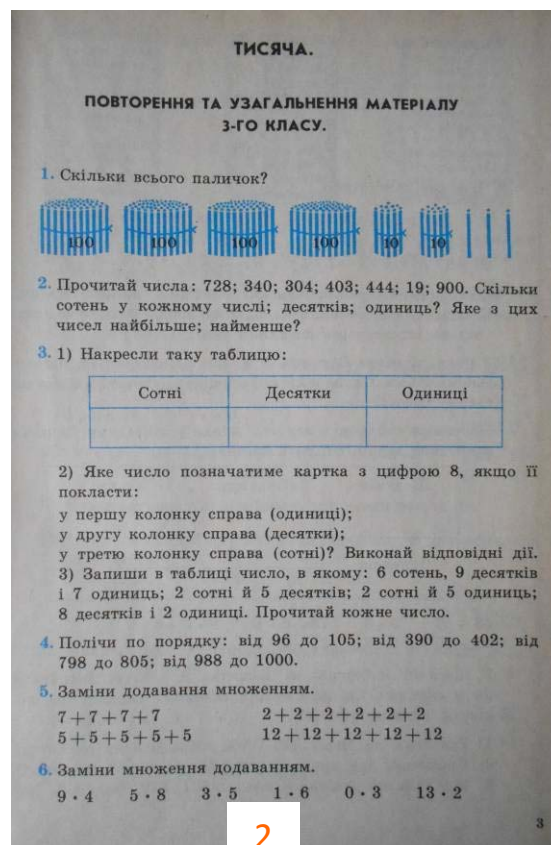 ТИСЯЧА.
ПОВТОРЕННЯ ТА УЗАГАЛЬНЕННЯ МАТЕРІАЛУ
3-ГО КЛАСУ.
1. Скільки всього паличок?
100 100 100 100 10 10
2. Прочитай числа: 728; 340; 304; 403; 444; 19; 900. Скільки
сотень у кожному числі; десятків; одиниць? Яке з цих
чисел найбільше; найменше?
3. 1) Накресли таку таблицю:
Сотні Десятки Одиниці
2) Яке число позначатиме картка з цифрою 8, якщо її
покласти:
у першу колонку справа (одиниці);
у другу колонку справа (десятки);
у третю колонку справа (сотні)? Виконай відповідні дії.
3) Запиши в таблиці число, в якому: 6 сотень, 9 десятків
і 7 одиниць; 2 сотні й 5 десятків; 2 сотні й 5 одиниць;
8 десятків і 2 одиниці. Прочитай кожне число.
4. Полічи по порядку: від 96 до 105; від 390 до 402; від
798 до 805; від 988 до 1000.
5. Заміни додавання множенням.
7+7+7+7 2+2+2+2+2+2
5+5+5+5+5 12+12+12+12+12
6. Заміни множення додаванням.
9 · 4 5 · 8 3 · 5 1 · 6 0 · 3 13 · 2
3
2